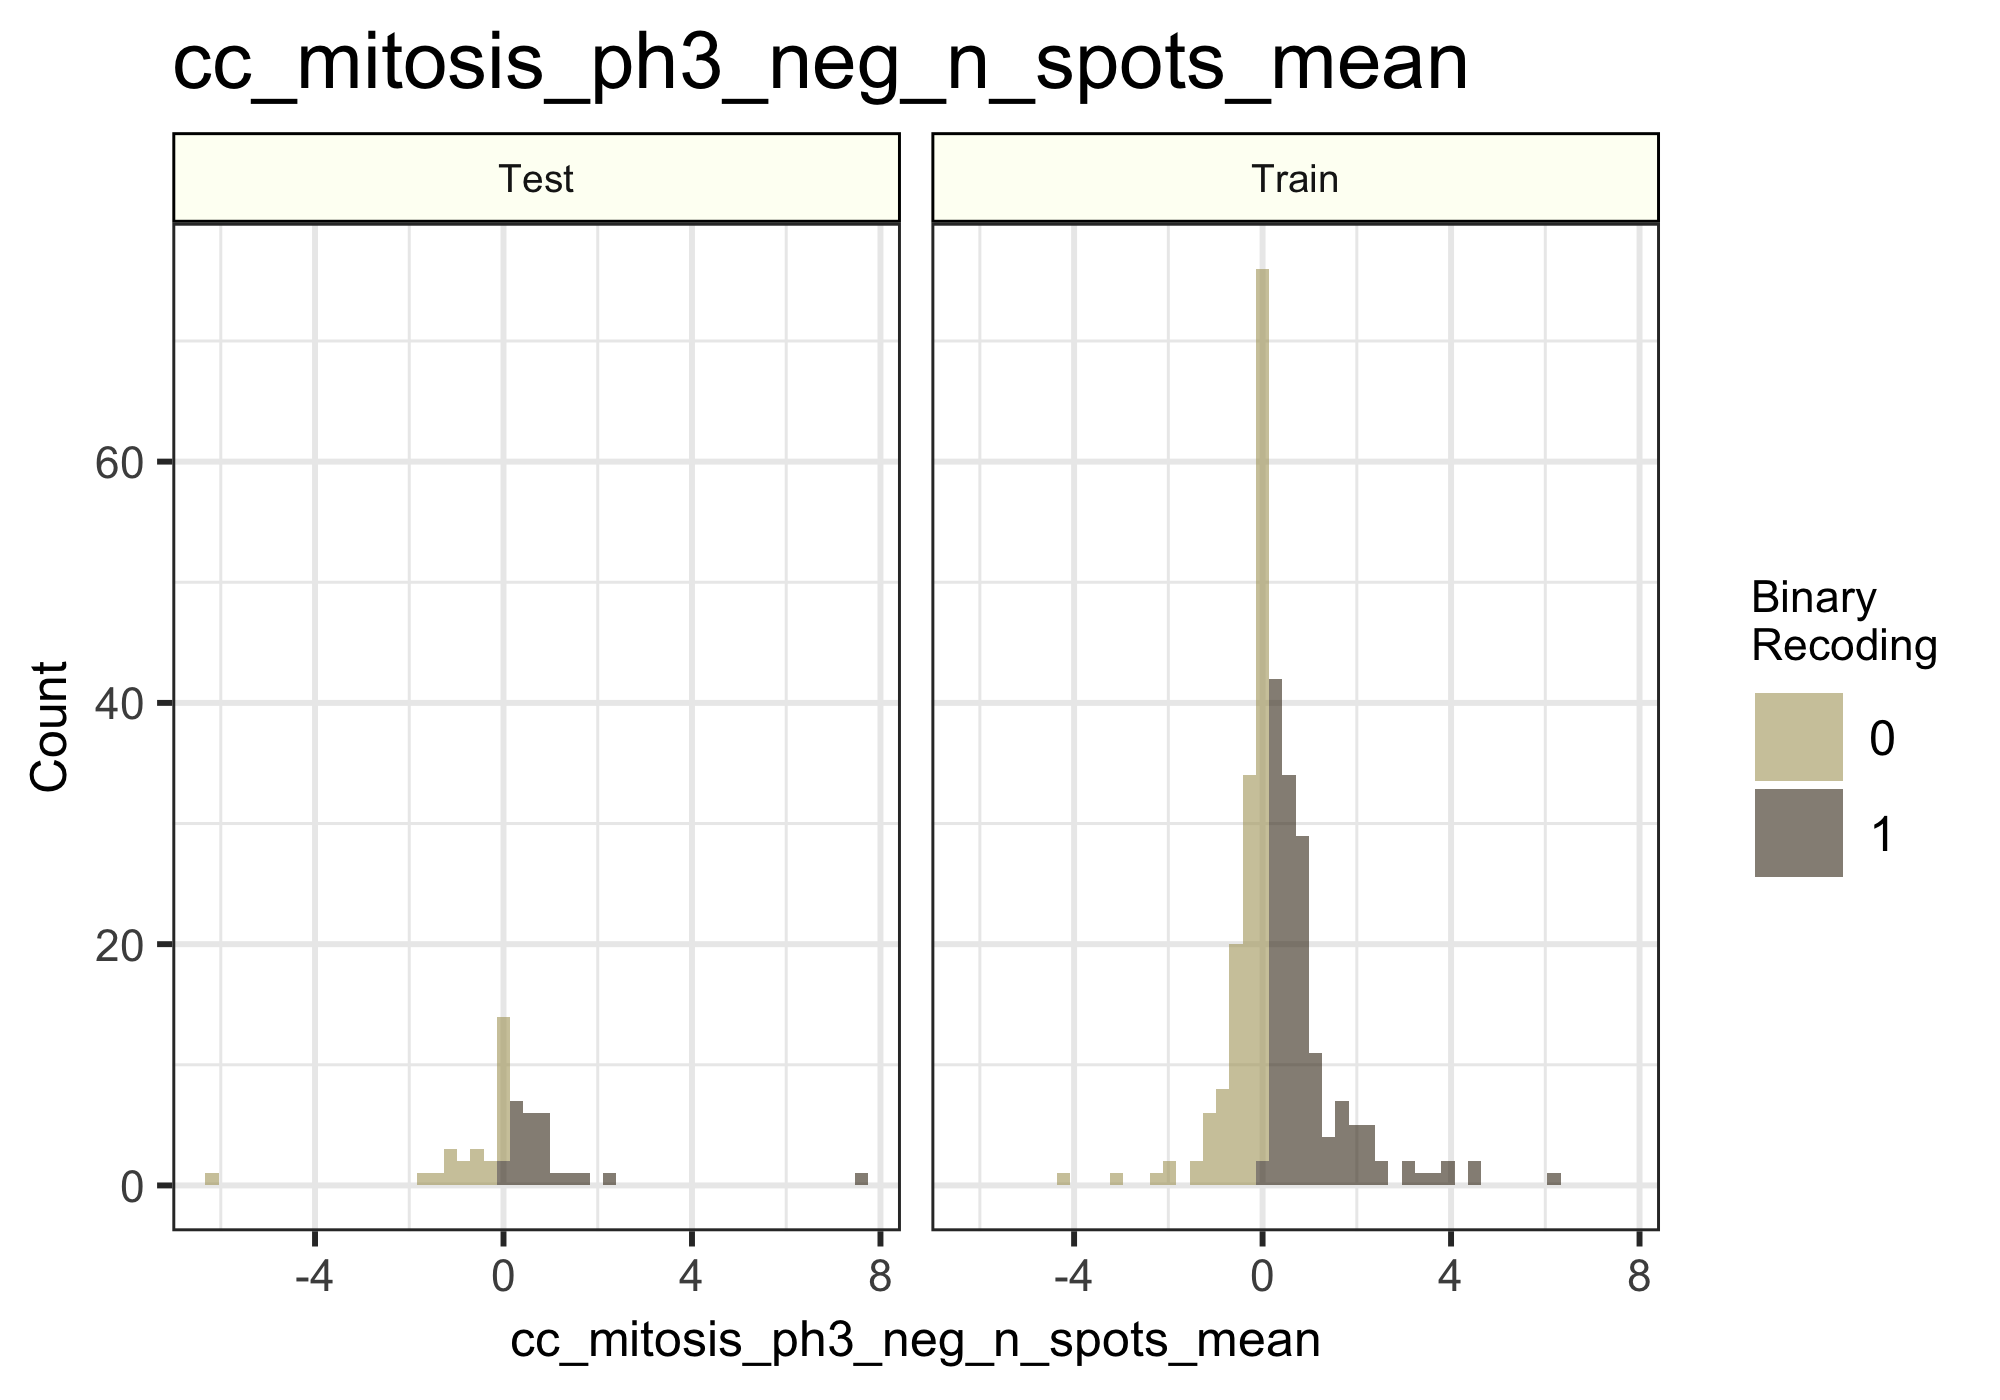 cc_mitosis_ph3_neg_n_spots_mean
Test
Train
60
40
20
0
Count
-4
0
4
8
-4
0
4
8
cc_mitosis_ph3_neg_n_spots_mean
Binary
Recoding
0
1